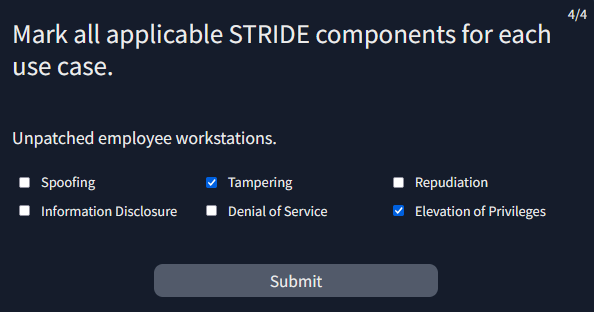 4/4
Mark all applicable STRIDE components for each
use case.
Unpatched employee workstations.
Spoofing
Tampering
Repudiation
Information Disclosure
Denial of Service
Elevation of Privileges
Submit